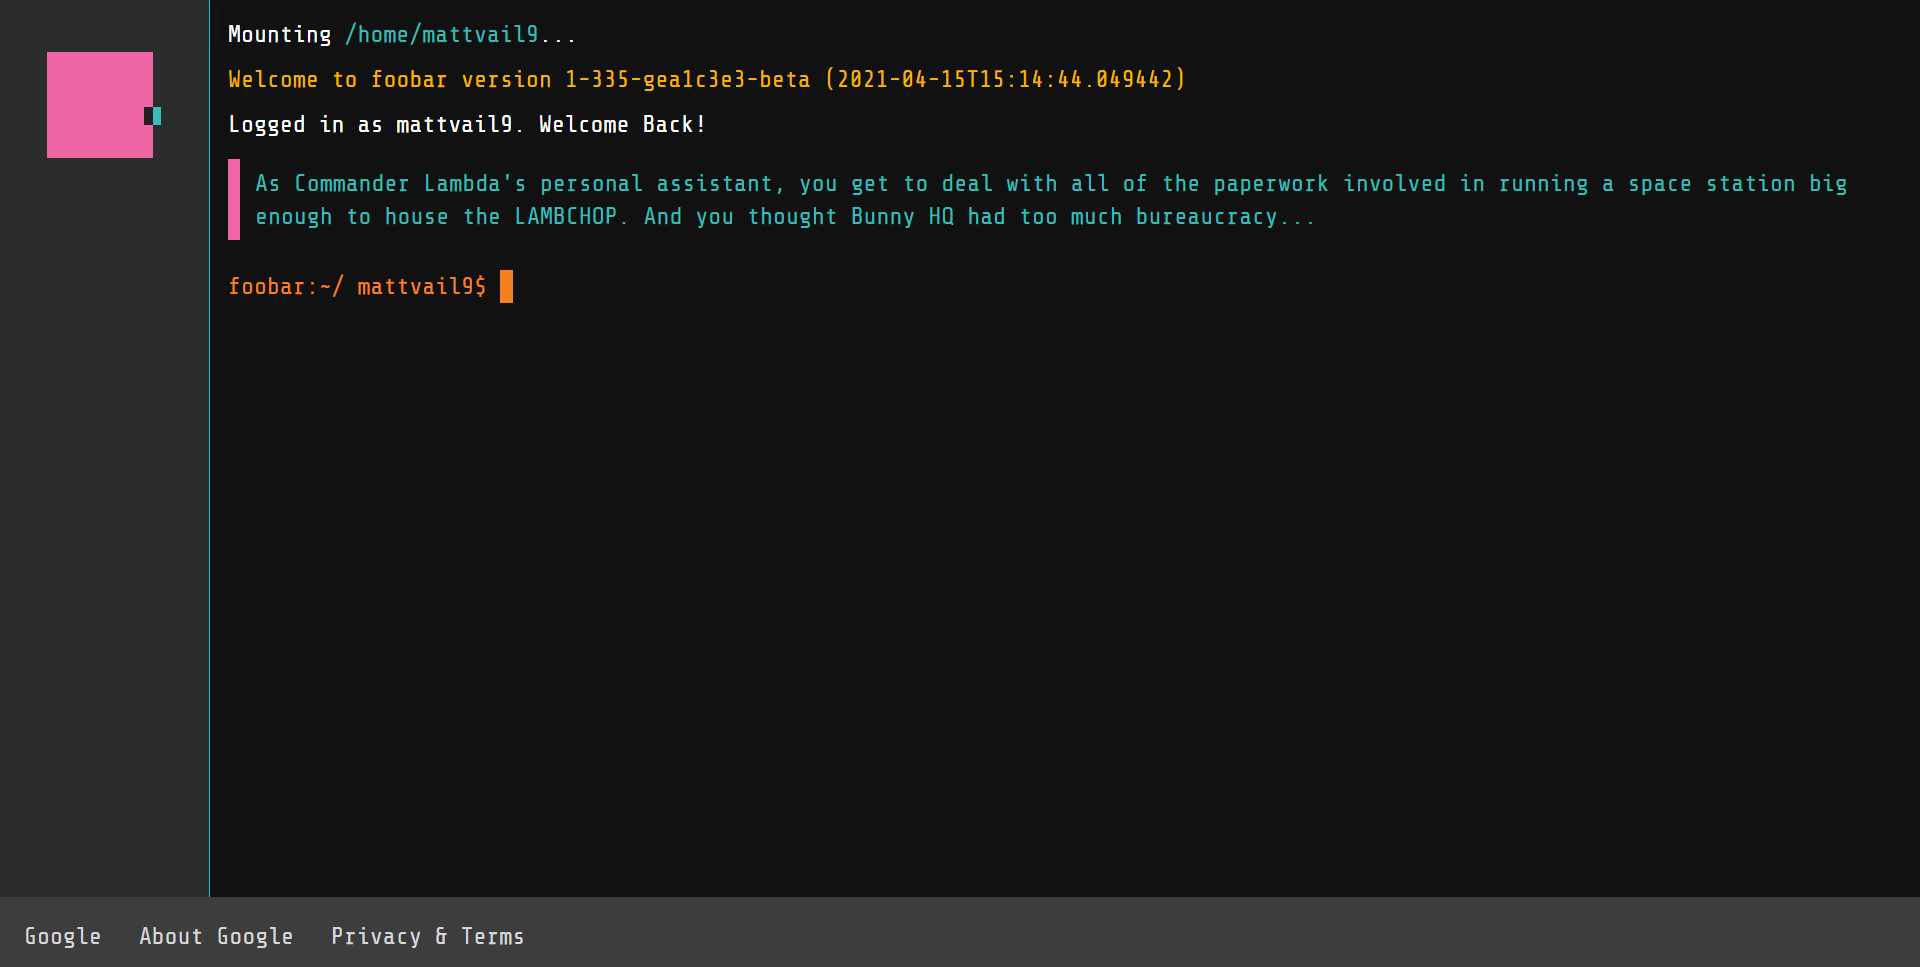 Mounting /home/mattvail9...
Welcome to foobar version 1-335-gea1c3e3-beta (2021-04-15T15:14:44.049442)
Logged in as mattvail9. Welcome Back!
As Commander Lambda's personal assistant, you get to deal with all of the paperwork involved in running a space station big
enough to house the LAMBCHOP. And you thought Bunny HQ had too much bureaucracy...
foobar:~/ mattvail9$
Google About Google Privacy & Terms